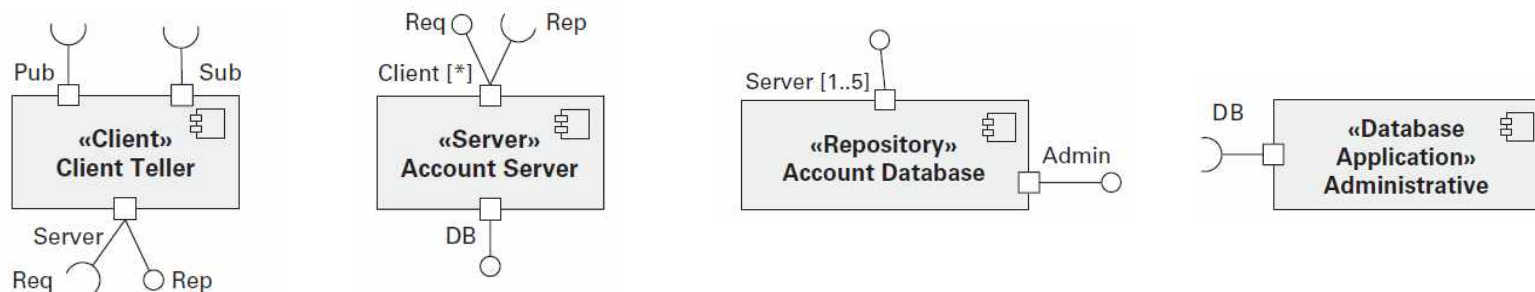 Pub
Sub
«Client»
Client Teller
Server
Req
Rep
Req
Rep
Client [*]
«Server»
Account Server
DB
Server [1..5]
«Repository»
Account Database
Admin
DB
«Database
Application»
Administrative